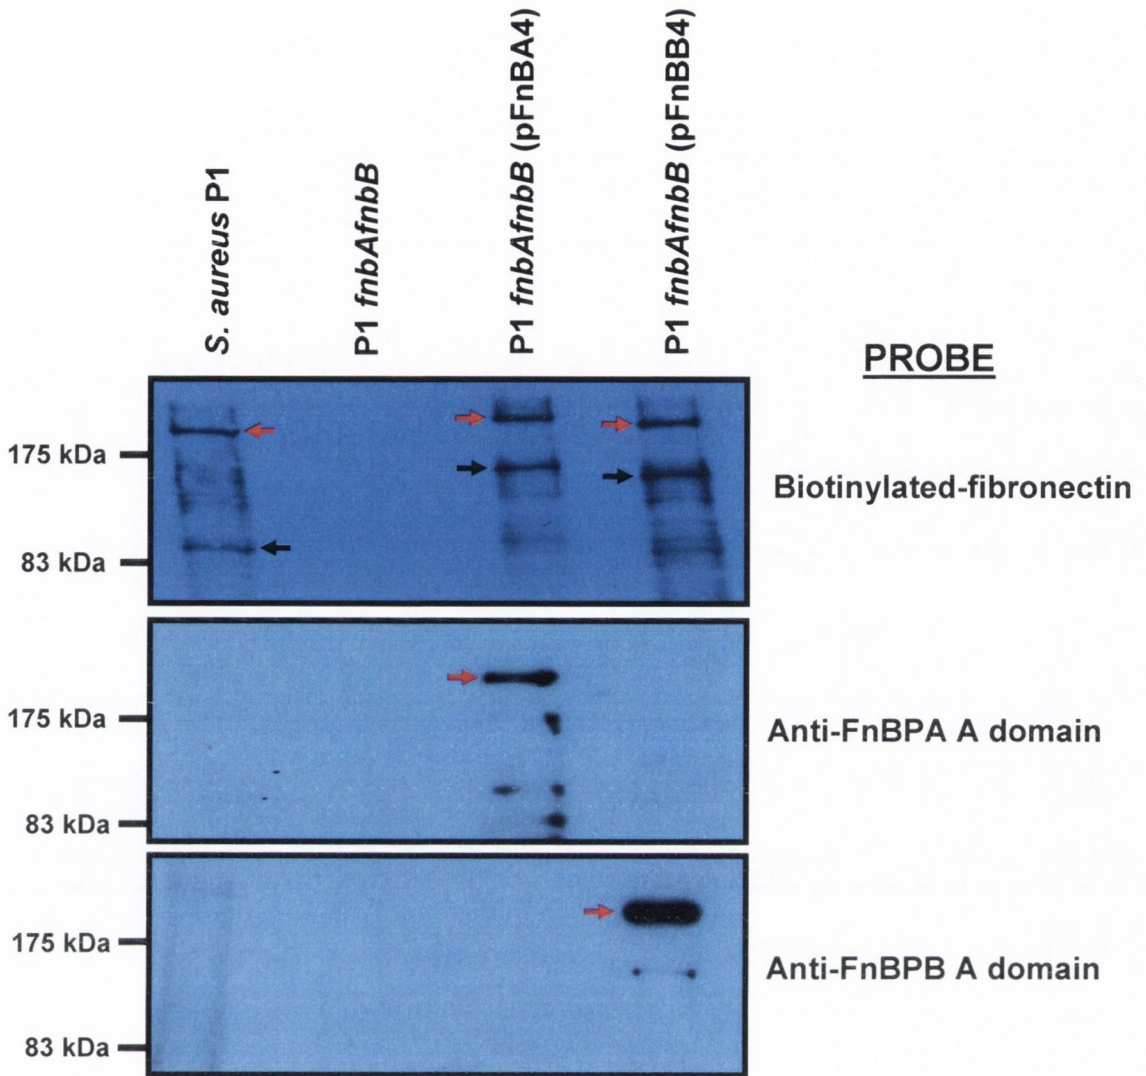 S. aureus P1
P1 fnbAfnbB
P1 fnbAfnbB (pFnBA4)
P1 fnbAfnbB (pFnBB4)
PROBE
175 kDa
83 kDa
Biotinylated-fibronectin
175 kDa
83 kDa
Anti-FnBPA A domain
175 kDa
83 kDa
Anti-FnBPB A domain